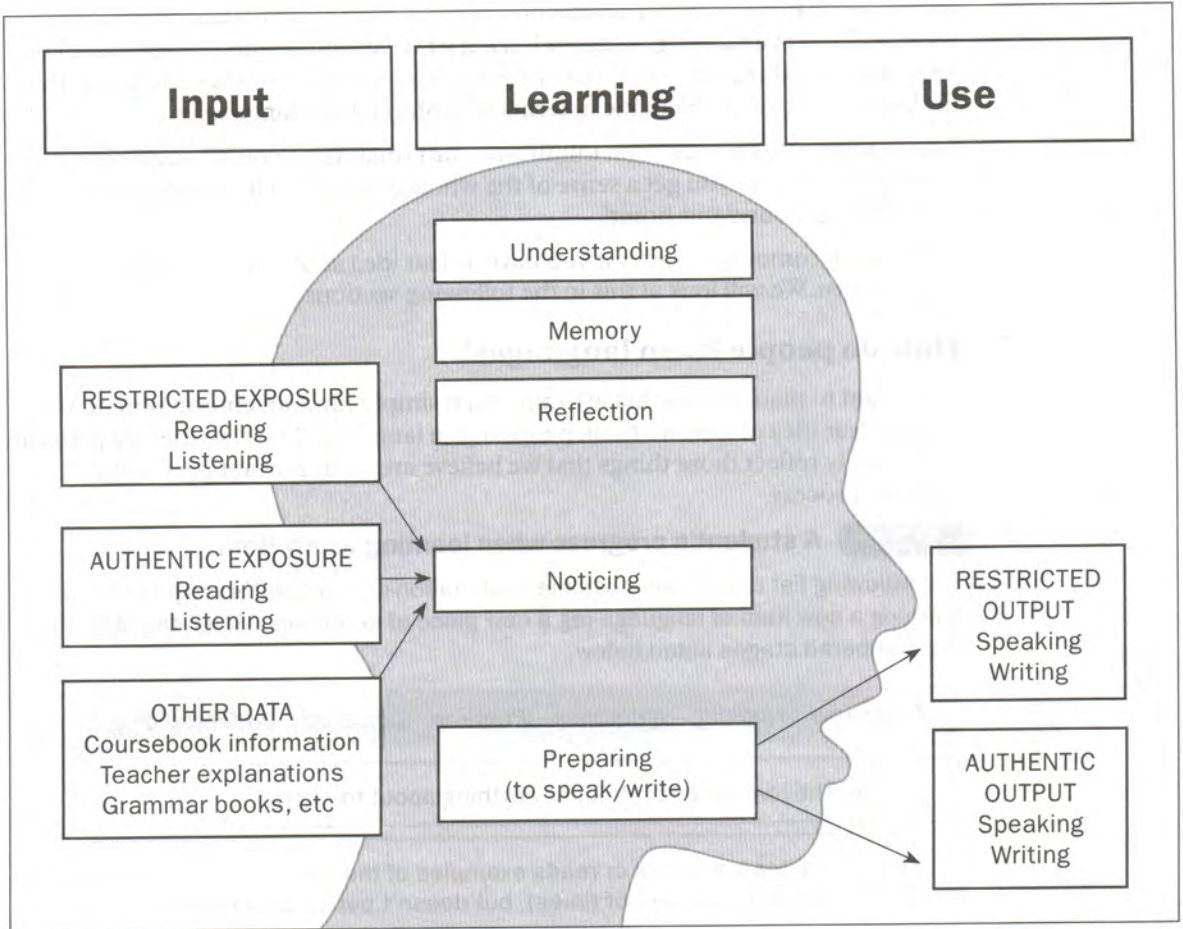 Input
Learning
Use
Understanding
Memory
Reflection
RESTRICTED EXPOSURE
Reading
Listening
AUTHENTIC EXPOSURE
Reading
Listening
OTHER DATA
Coursebook information
Teacher explanations
Grammar books, etc
Noticing
Preparing
(to speak/write)
RESTRICTED
OUTPUT
Speaking
Writing
AUTHENTIC
OUTPUT
Speaking
Writing